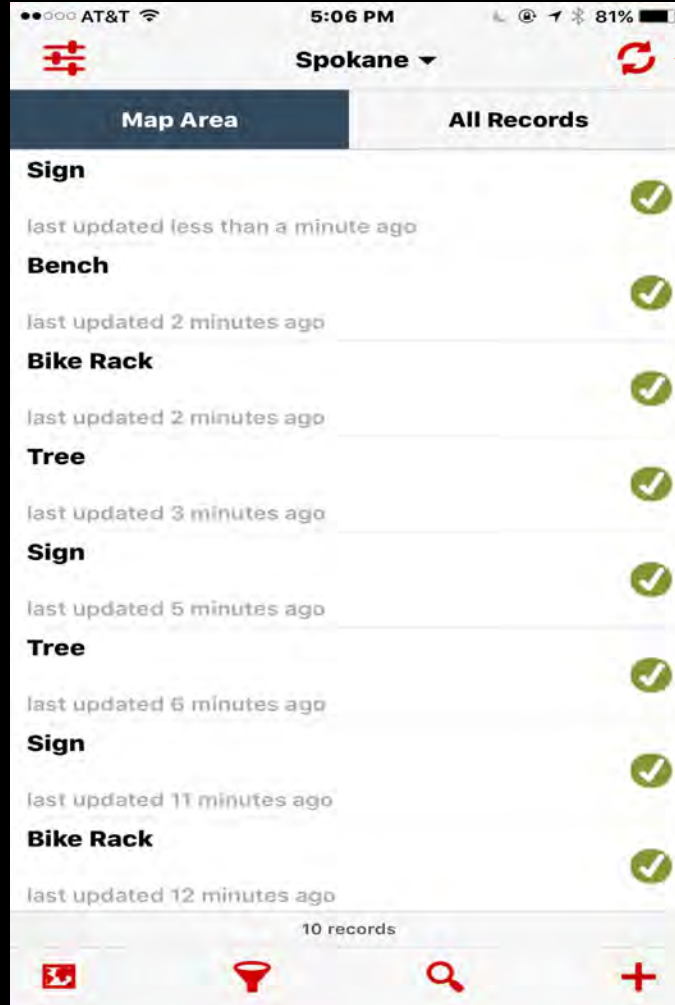 AT&T 5:06 PM 81%
Spokane
Map Area All Records
Sign
last updated less than a minute ago
Bench
last updated 2 minutes ago
Bike Rack
last updated 2 minutes ago
Tree
last updated 3 minutes ago
Sign
last updated 5 minutes ago
Tree
last updated 6 minutes ago
Sign
last updated 11 minutes ago
Bike Rack
last updated 12 minutes ago
10 records